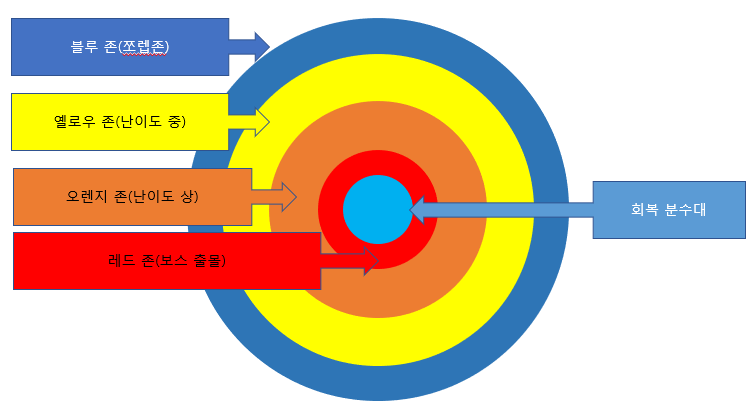 블루 존(쪼렙존)
옐로우 존(난이도 중)
오렌지 존(난이도 상)
레드 존(보스 출몰)
회복 분수대